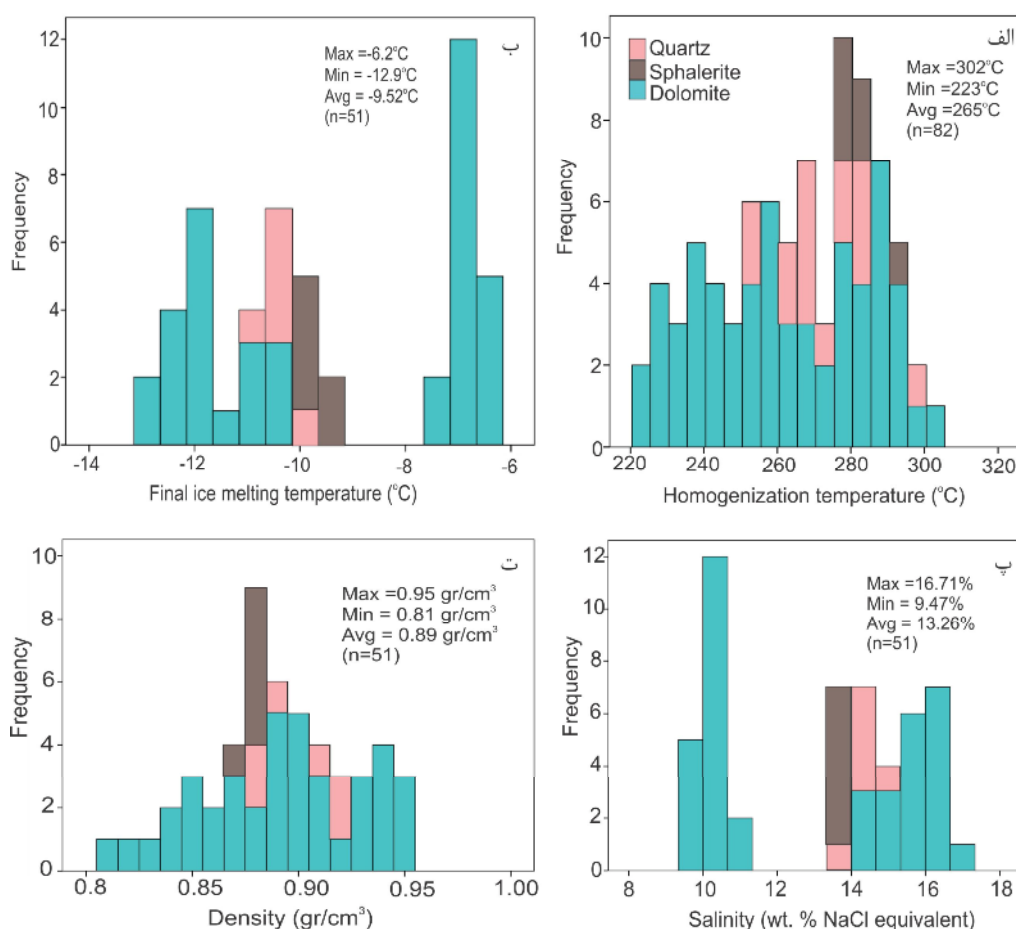 ب
Max =-6.2°C
Min = -12.9°C
Avg = -9.52°C
(n=51)
12
10
8
6
4
2
0
Frequency
-14
-12
-10
-8
-6
Final ice melting temperature (°C)
الف
Quartz
Sphalerite
Dolomite
Max =302°C
Min =223°C
Avg =265°C
(n=82)
10
8
6
4
2
0
Frequency
220
240
260
280
300
320
Homogenization temperature (°C)
ت
Max =0.95 gr/cm³
Min = 0.81 gr/cm³
Avg = 0.89 gr/cm³
(n=51)
10
8
6
4
2
0
Frequency
0.8
0.85
0.90
0.95
1.00
Density (gr/cm³)
پ
Max =16.71%
Min = 9.47%
Avg = 13.26%
(n=51)
12
10
8
6
4
2
0
Frequency
8
10
12
14
16
18
Salinity (wt. % NaCl equivalent)